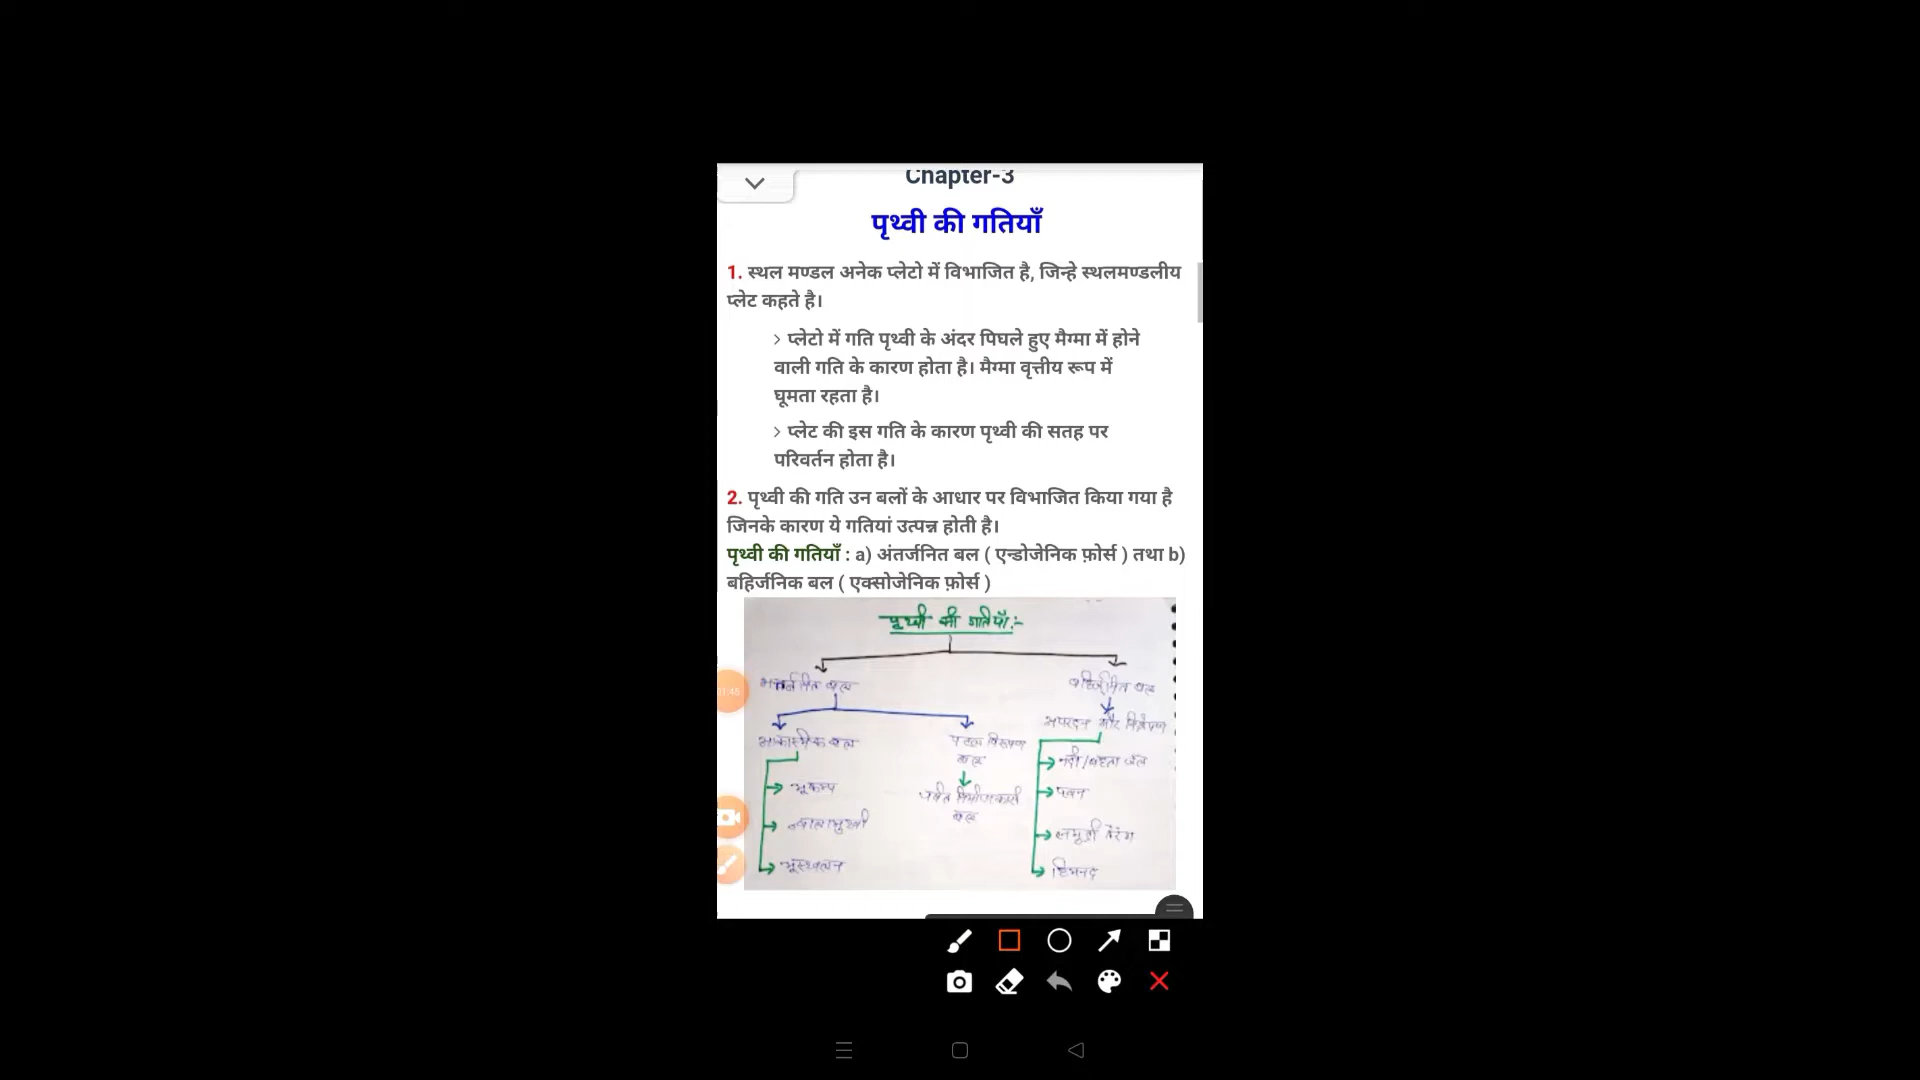 Chapter-3
पृथ्वी की गतियाँ
1. स्थल मण्डल अनेक प्लेटो में विभाजित है, जिन्हे स्थलमण्डलीय
प्लेट कहते है।
> प्लेटो में गति पृथ्वी के अंदर पिघले हुए मैग्मा में होने
वाली गति के कारण होता है। मैग्मा वृत्तीय रूप में
घूमता रहता है।
> प्लेट की इस गति के कारण पृथ्वी की सतह पर
परिवर्तन होता है।
2. पृथ्वी की गति उन बलों के आधार पर विभाजित किया गया है
जिनके कारण ये गतियां उत्पन्न होती है।
पृथ्वी की गतियाँ : a) अंतर्जनित बल ( एन्डोजेनिक फ़ोर्स ) तथा b)
बहिर्जनिक बल ( एक्सोजेनिक फ़ोर्स )
पृथ्वी की गतियाँ :-
बहिर्जनित बल
अपरदन और निक्षेपण
आकस्मिक बल
पटल विरूपण
बल
नदी/बहता जल
भूकम्प
पर्वत निर्माणकारी
बल
पवन
ज्वालामुखी
समुद्री तरंग
भूस्खलन
हिमनद
01:45